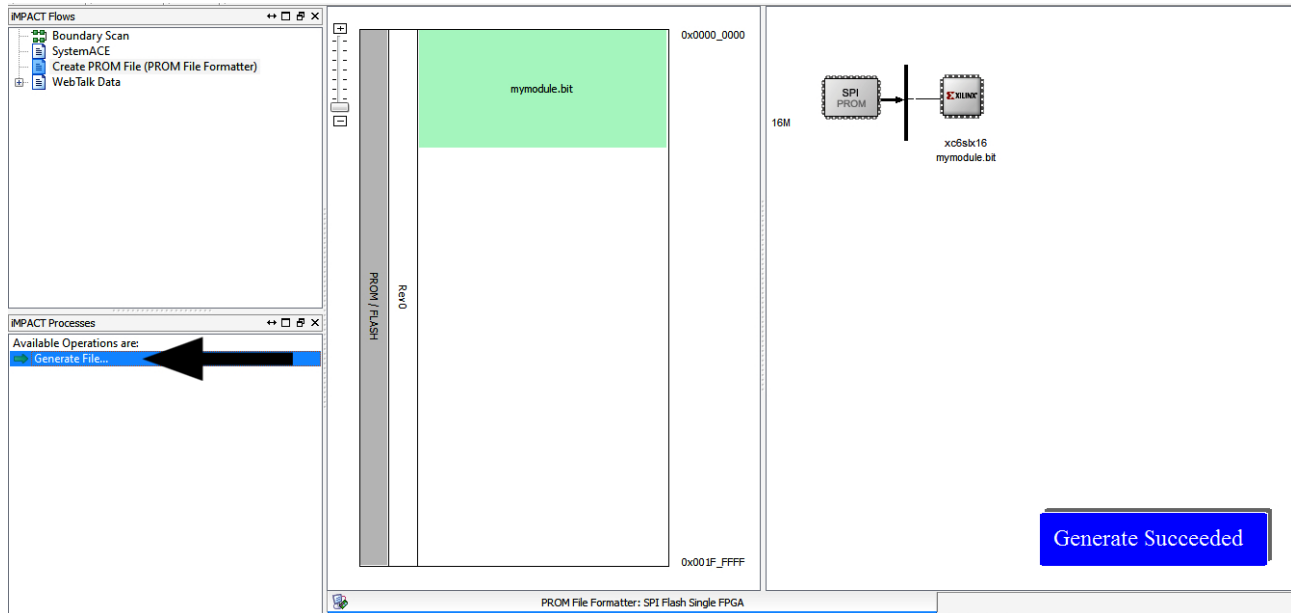 iMPACT Flows
Boundary Scan
SystemACE
Create PROM File (PROM File Formatter)
WebTalk Data
iMPACT Processes
Available Operations are:
Generate File...
PROM / FLASH
Rev0
mymodule.bit
0x0000_0000
0x001F_FFFF
16M
SPI
PROM
XILINX
xc6slx16
mymodule.bit
Generate Succeeded
PROM File Formatter: SPI Flash Single FPGA